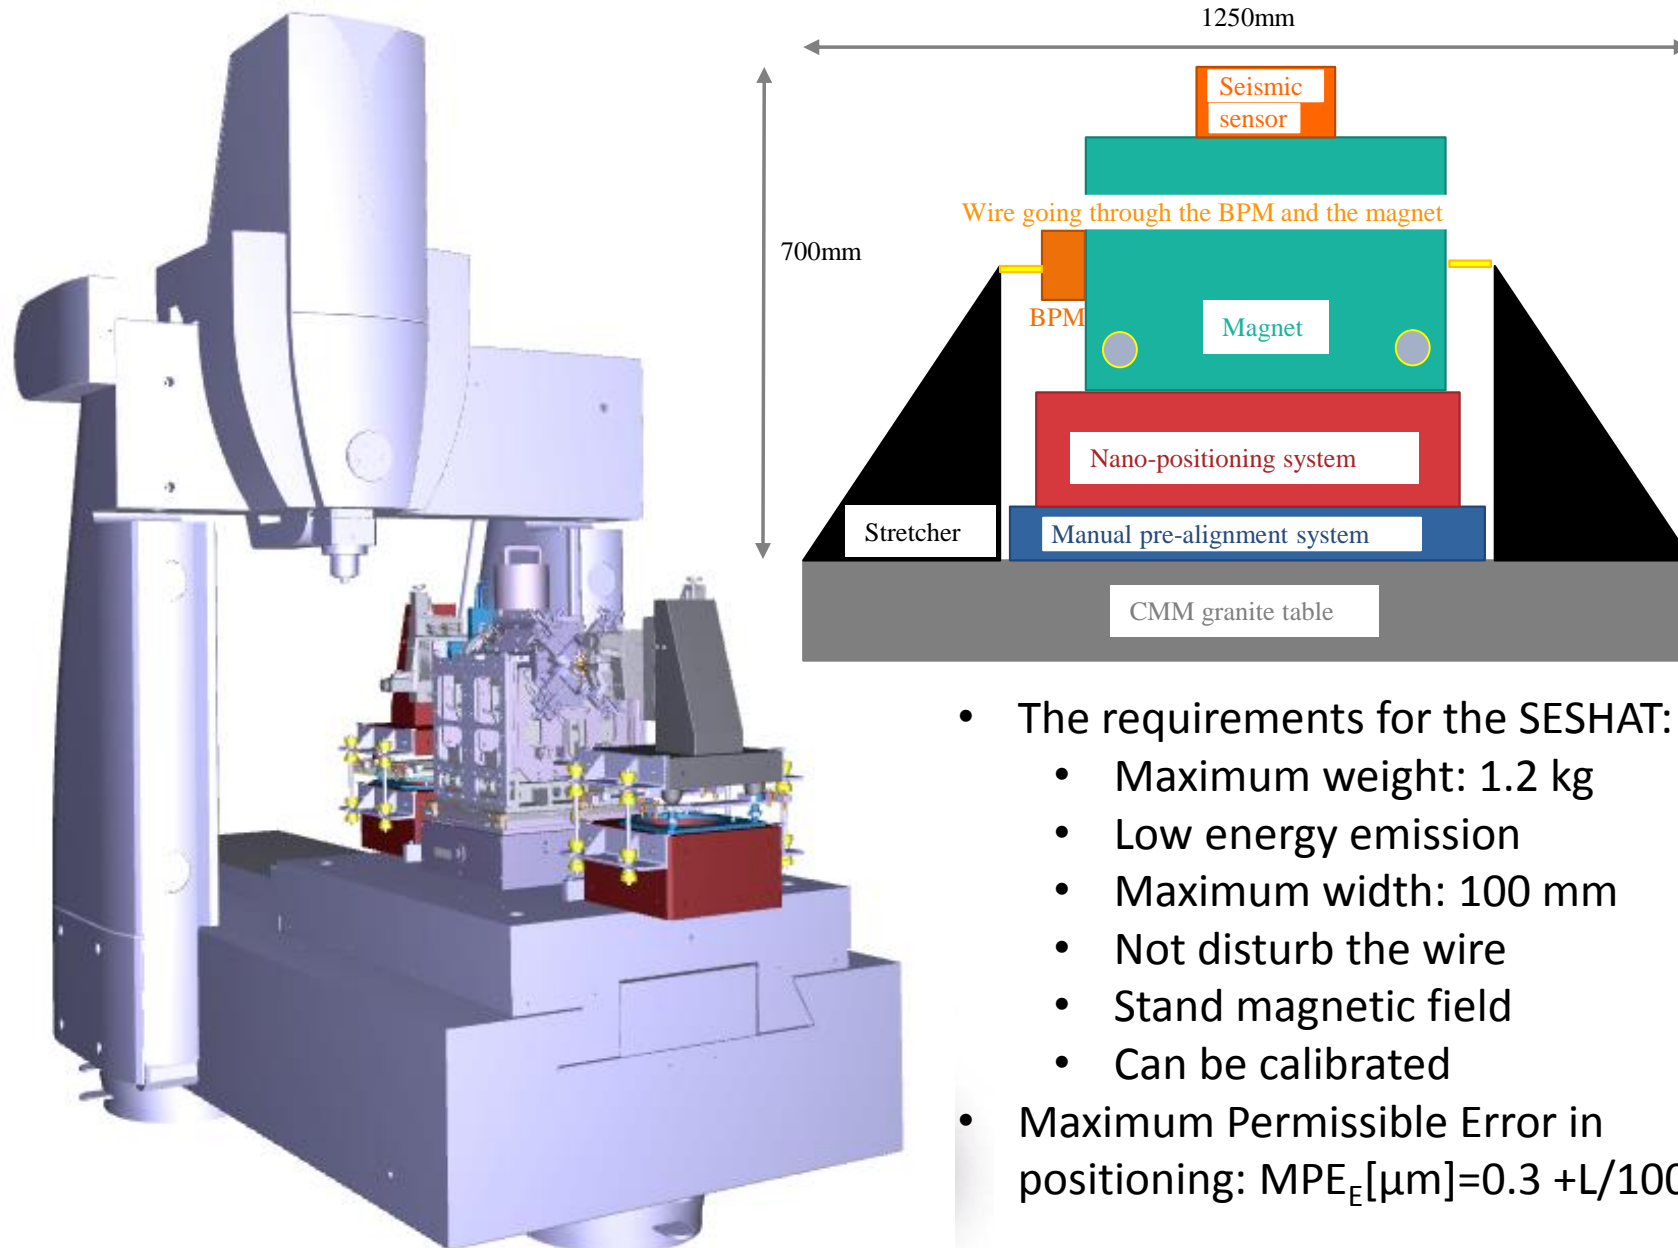 1250mm
Seismic
sensor
Wire going through the BPM and the magnet
700mm
BPM
Magnet
Nano-positioning system
Stretcher
Manual pre-alignment system
CMM granite table
• The requirements for the SESHAT:
• Maximum weight: 1.2 kg
• Low energy emission
• Maximum width: 100 mm
• Not disturb the wire
• Stand magnetic field
• Can be calibrated
• Maximum Permissible Error in
positioning: MPE_E[μm]=0.3 +L/100